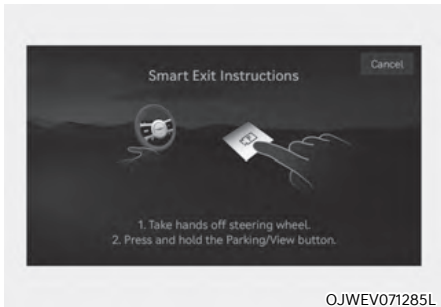 Cancel
Smart Exit Instructions
1. Take hands off steering wheel.
2. Press and hold the Parking/View button.
OJWEV071285L